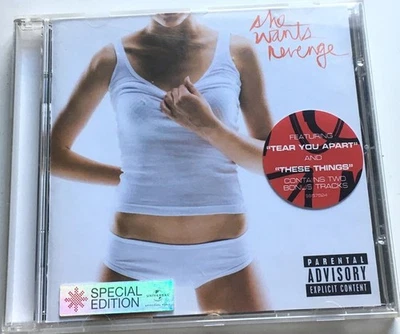 she
wants
revenge
FEATURING
"TEAR YOU APART"
AND
"THESE THINGS"
CONTAINS TWO
BONUS TRACKS
PARENTAL
ADVISORY
EXPLICIT CONTENT
SPECIAL
EDITION
UNIVERSAL